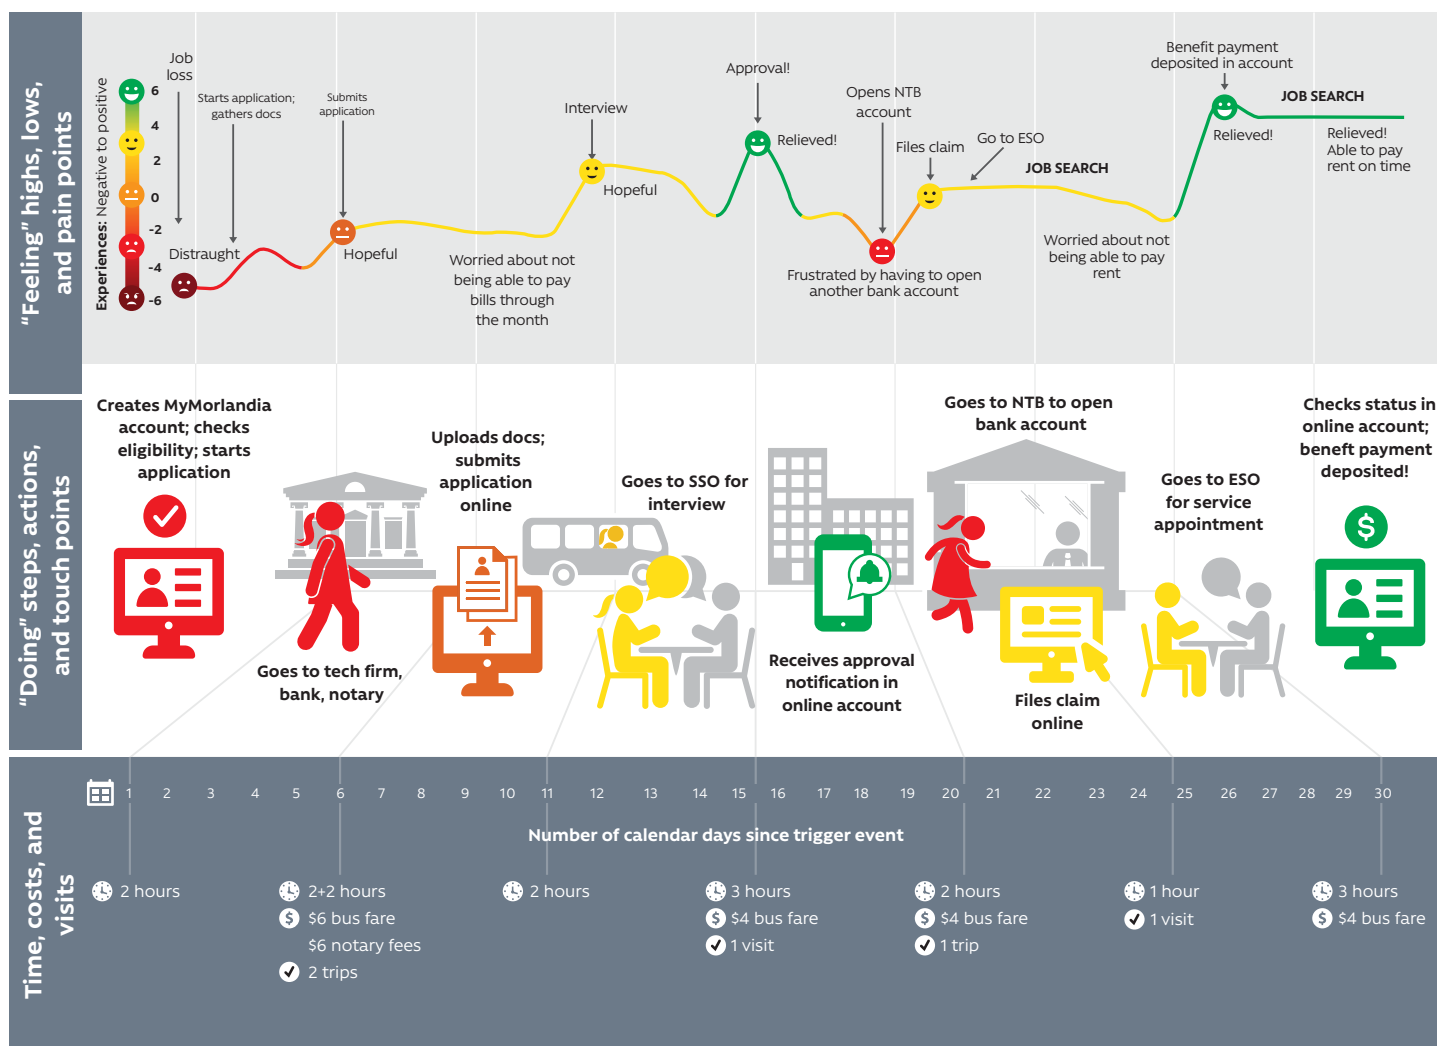 "Feeling" highs, lows,
and pain points
Experiences: Negative to positive
6
4
2
0
-2
-4
-6
Job
loss
Starts application;
gathers docs
Submits
application
Distraught
Hopeful
Worried about not
being able to pay
bills through
the month
Interview
Hopeful
Approval!
Relieved!
Opens NTB
account
Frustrated by having to open
another bank account
Files claim
Go to ESO
JOB SEARCH
Worried about not
being able to pay
rent
Benefit payment
deposited in account
Relieved!
JOB SEARCH
Relieved!
Able to pay
rent on time
"Doing" steps, actions,
and touch points
Creates MyMorlandia
account; checks
eligibility; starts
application
Goes to tech firm,
bank, notary
Uploads docs;
submits
application
online
Goes to SSO for
interview
Receives approval
notification in
online account
Goes to NTB to open
bank account
Files claim
online
Goes to ESO
for service
appointment
Checks status in
online account;
beneft payment
deposited!
$
Time, costs, and
visits
1 2 3 4 5 6 7 8 9 10 11 12 13 14 15 16 17 18 19 20 21 22 23 24 25 26 27 28 29 30
Number of calendar days since trigger event
2 hours
2+2 hours
$ $6 bus fare
$6 notary fees
2 trips
2 hours
3 hours
$ $4 bus fare
1 visit
2 hours
$ $4 bus fare
1 trip
1 hour
1 visit
3 hours
$ $4 bus fare